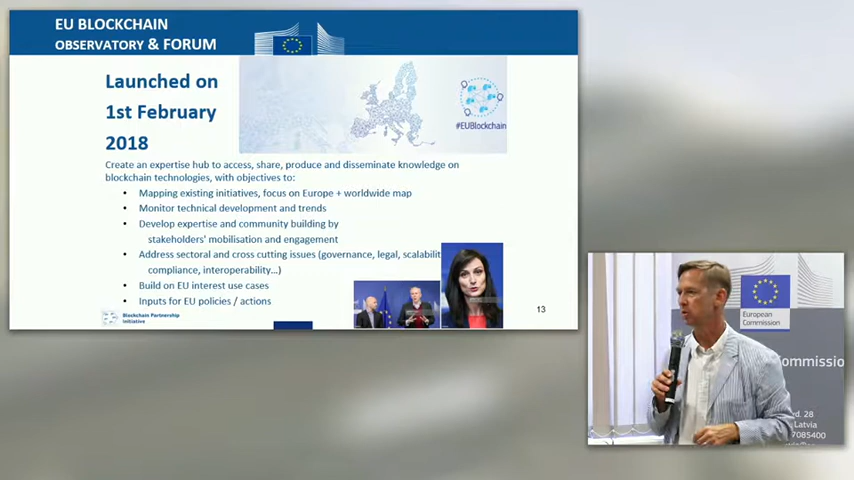 EU BLOCKCHAIN
OBSERVATORY & FORUM
Launched on
1st February
2018
#EUBlockchain
Create an expertise hub to access, share, produce and disseminate knowledge on
blockchain technologies, with objectives to:
• Mapping existing initiatives, focus on Europe + worldwide map
• Monitor technical development and trends
• Develop expertise and community building by
stakeholders' mobilisation and engagement
• Address sectoral and cross cutting issues (governance, legal, scalabilit
compliance, interoperability...)
• Build on EU interest use cases
• Inputs for EU policies / actions
Blockchain Partnership
Initiative
13
European
Commission
ommissio
rd. 28
Latvia
7085400